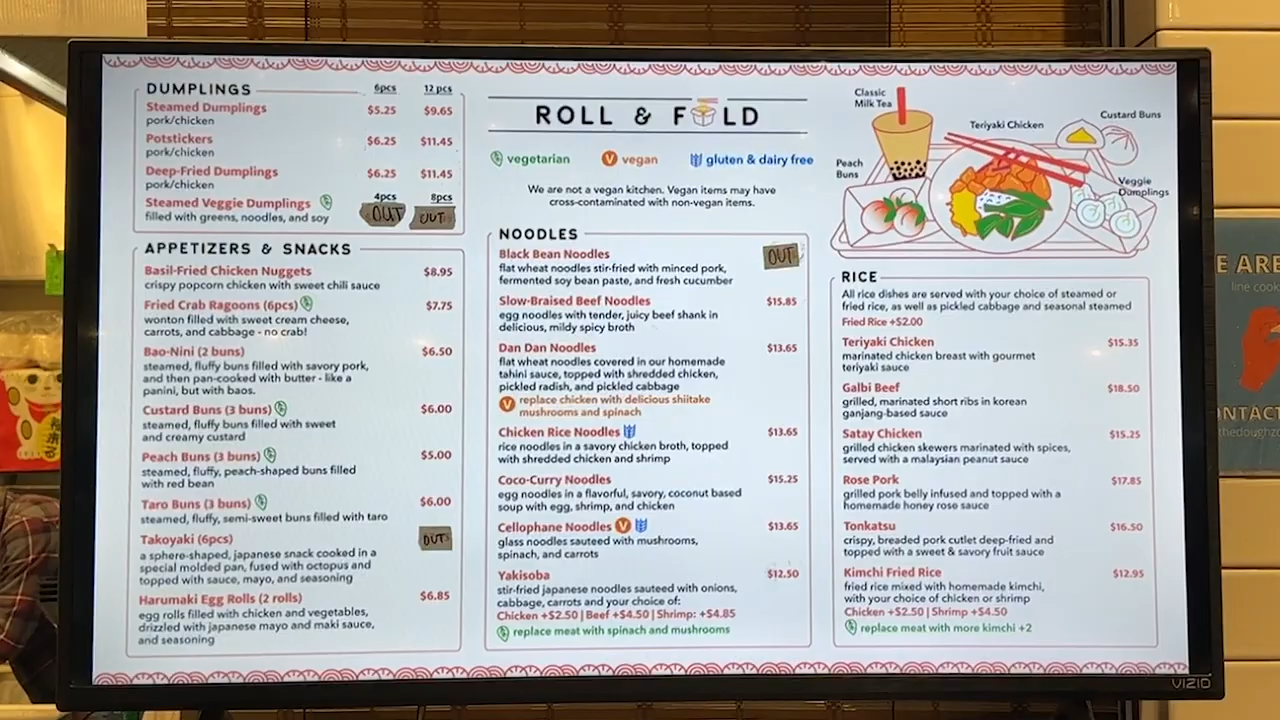 DUMPLINGS 6pcs 12 pcs
Steamed Dumplings $5.25 $9.65
pork/chicken
Potstickers $6.25 $11.45
pork/chicken
Deep-Fried Dumplings $6.25 $11.45
pork/chicken
4pcs 8pcs
Steamed Veggie Dumplings
filled with greens, noodles, and soy OUT OUT
APPETIZERS & SNACKS
Basil-Fried Chicken Nuggets $8.95
crispy popcorn chicken with sweet chili sauce
Fried Crab Ragoons (6pcs) $7.75
wonton filled with sweet cream cheese,
carrots, and cabbage - no crab!
Bao-Nini (2 buns) $6.50
steamed, fluffy buns filled with savory pork,
and then pan-cooked with butter - like a
panini, but with baos.
Custard Buns (3 buns) $6.00
steamed, fluffy buns filled with sweet
and creamy custard
Peach Buns (3 buns) $5.00
steamed, fluffy, peach-shaped buns filled
with red bean
Taro Buns (3 buns) $6.00
steamed, fluffy, semi-sweet buns filled with taro
Takoyaki (6pcs) OUT
a sphere-shaped, japanese snack cooked in a
special molded pan, fused with octopus and
topped with sauce, mayo, and seasoning
Harumaki Egg Rolls (2 rolls) $6.85
egg rolls filled with chicken and vegetables,
drizzled with japanese mayo and maki sauce,
and seasoning
ROLL & FOLD
vegetarian V vegan gluten & dairy free
We are not a vegan kitchen. Vegan items may have
cross-contaminated with non-vegan items.
NOODLES
Black Bean Noodles OUT
flat wheat noodles stir-fried with minced pork,
fermented soy bean paste, and fresh cucumber
Slow-Braised Beef Noodles $15.85
egg noodles with tender, juicy beef shank in
delicious, mildly spicy broth
Dan Dan Noodles $13.65
flat wheat noodles covered in our homemade
tahini sauce, topped with shredded chicken,
pickled radish, and pickled cabbage
V replace chicken with delicious shiitake
mushrooms and spinach
Chicken Rice Noodles $13.65
rice noodles in a savory chicken broth, topped
with shredded chicken and shrimp
Coco-Curry Noodles $15.25
egg noodles in a flavorful, savory, coconut based
soup with egg, shrimp, and chicken
Cellophane Noodles V $13.65
glass noodles sauteed with mushrooms,
spinach, and carrots
Yakisoba $12.50
stir-fried japanese noodles sauteed with onions,
cabbage, carrots and your choice of:
Chicken +$2.50 | Beef +$4.50 | Shrimp: +$4.85
replace meat with spinach and mushrooms
Classic
Milk Tea
Teriyaki Chicken
Custard Buns
Peach
Buns
Veggie
Dumplings
RICE
All rice dishes are served with your choice of steamed or
fried rice, as well as pickled cabbage and seasonal steamed
Fried Rice +$2.00
Teriyaki Chicken $15.35
marinated chicken breast with gourmet
teriyaki sauce
Galbi Beef $18.50
grilled, marinated short ribs in korean
ganjang-based sauce
Satay Chicken $15.25
grilled chicken skewers marinated with spices,
served with a malaysian peanut sauce
Rose Pork $17.85
grilled pork belly infused and topped with a
homemade honey rose sauce
Tonkatsu $16.50
crispy, breaded pork cutlet deep-fried and
topped with a sweet & savory fruit sauce
Kimchi Fried Rice $12.95
fried rice mixed with homemade kimchi,
with your choice of chicken or shrimp
Chicken +$2.50 | Shrimp +$4.50
replace meat with more kimchi +2
VIZIO
E ARE
line cook